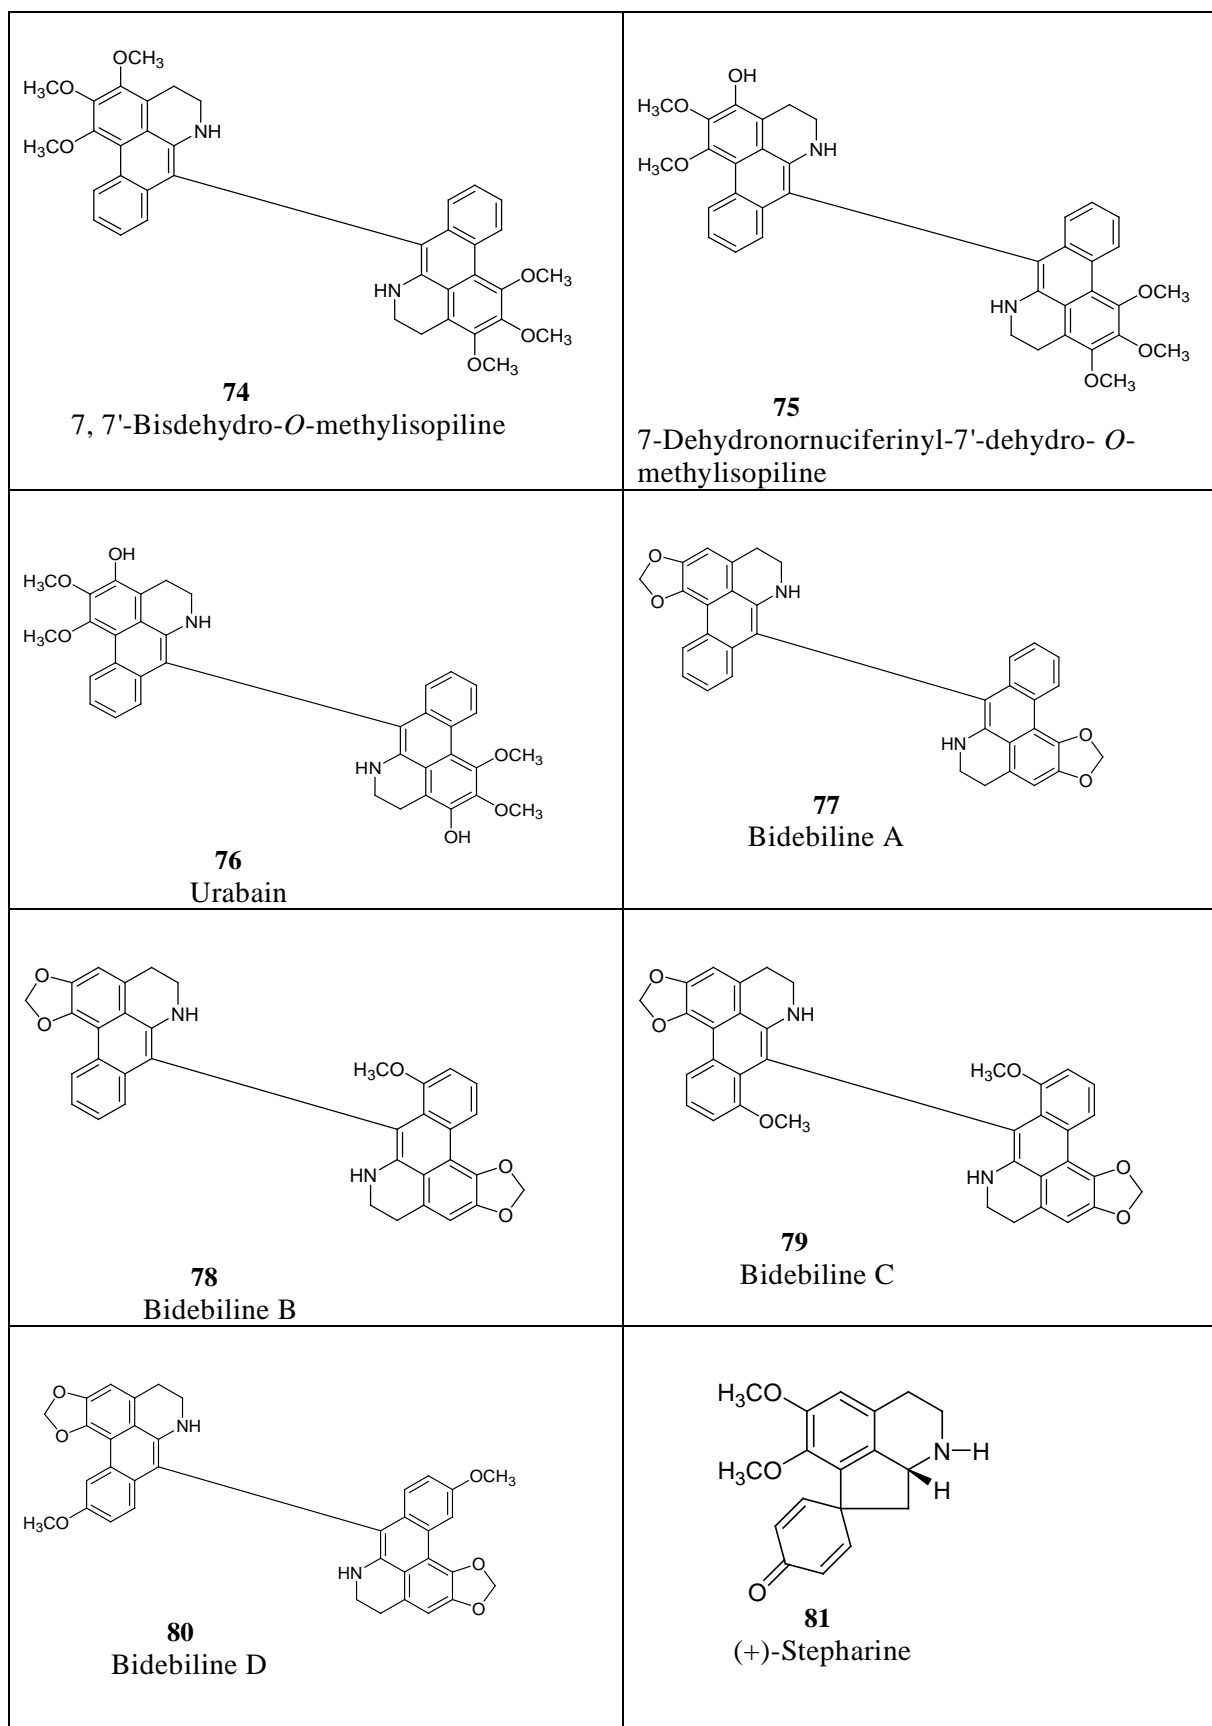 OCH3
H3CO
H3CO
NH
HN
OCH3
OCH3
OCH3
74
7, 7'-Bisdehydro-O-methylisopiline
OH
H3CO
H3CO
NH
HN
OCH3
OCH3
OCH3
75
7-Dehydronornuciferinyl-7'-dehydro- O-
methylisopiline
OH
H3CO
H3CO
NH
HN
OCH3
OCH3
OH
76
Urabain
O
O
NH
HN
O
O
77
Bidebiline A
O
O
NH
H3CO
HN
O
O
78
Bidebiline B
O
O
NH
OCH3
H3CO
HN
O
O
79
Bidebiline C
O
O
NH
H3CO
OCH3
HN
O
O
80
Bidebiline D
H3CO
H3CO
N-H
H
O
81
(+)-Stepharine